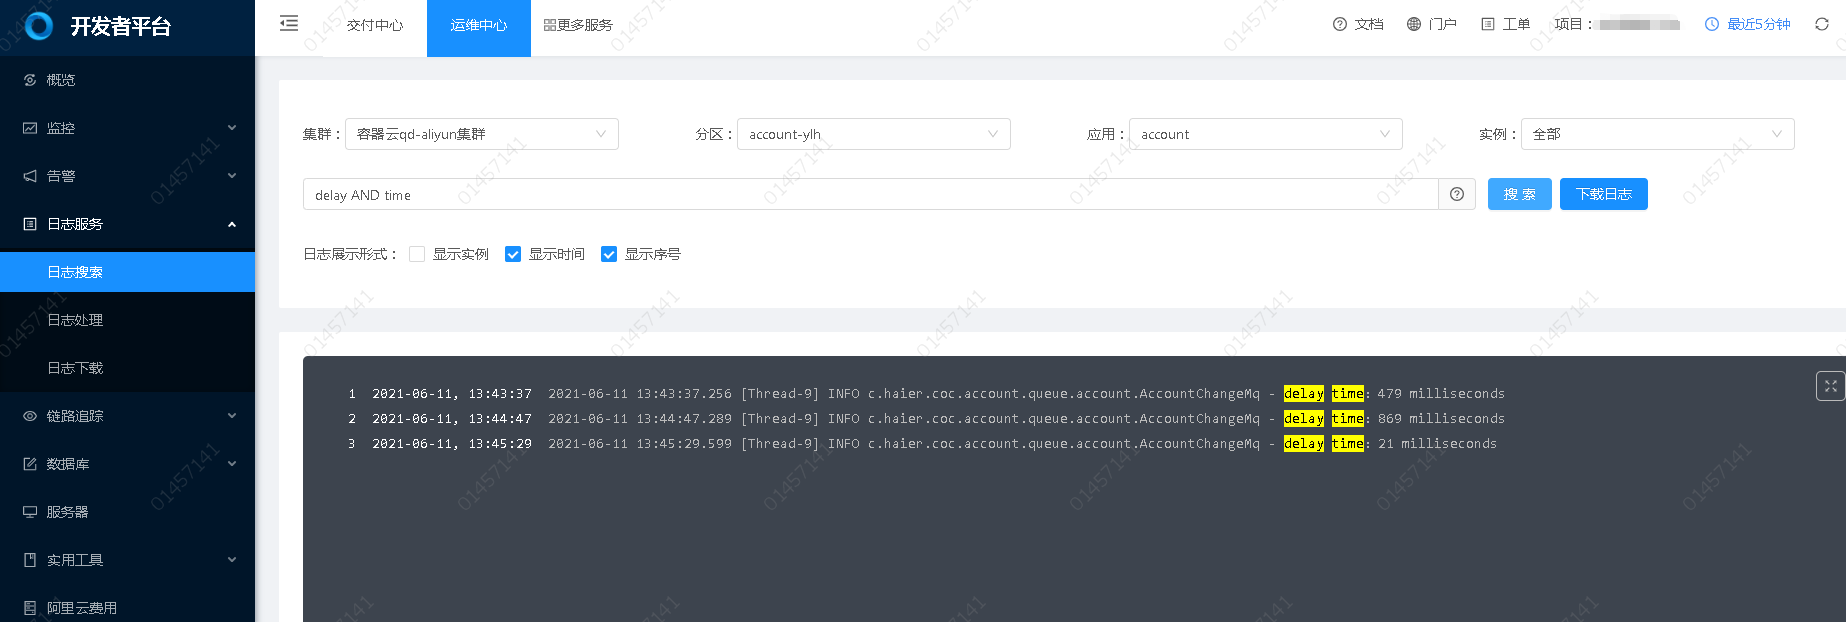 开发者平台
交付中心 运维中心 更多服务 文档 门户 工单 项目： 最近5分钟
概览
监控
告警
日志服务
日志搜索
日志处理
日志下载
链路追踪
数据库
服务器
实用工具
阿里云费用
集群： 容器云qd-aliyun集群 分区： account-ylh 应用： account 实例： 全部
delay AND time 搜 索 下载日志
日志展示形式： 显示实例 显示时间 显示序号
1 2021-06-11, 13:43:37 2021-06-11 13:43:37.256 [Thread-9] INFO c.haier.coc.account.queue.account.AccountChangeMq - delay time: 479 milliseconds
2 2021-06-11, 13:44:47 2021-06-11 13:44:47.289 [Thread-9] INFO c.haier.coc.account.queue.account.AccountChangeMq - delay time: 869 milliseconds
3 2021-06-11, 13:45:29 2021-06-11 13:45:29.599 [Thread-9] INFO c.haier.coc.account.queue.account.AccountChangeMq - delay time: 21 milliseconds
01457141